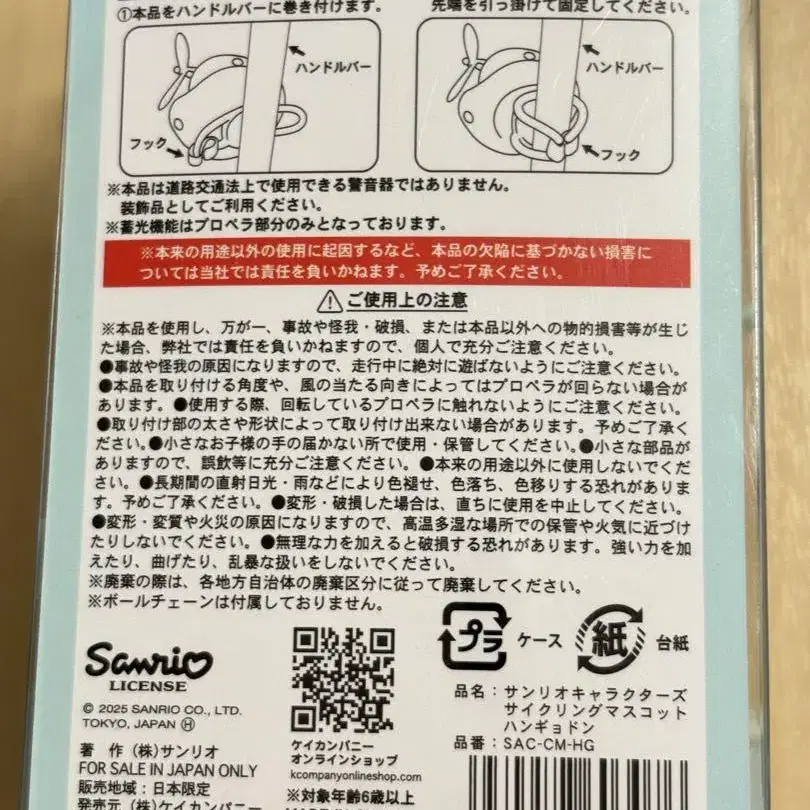 ①本品をハンドルバーに巻き付けます。
先端を引っ掛けて固定してください。
ハンドルバー
フック
ハンドルバー
フック
※本品は道路交通法上で使用できる警音器ではありません。
装飾品としてご利用ください。
※蓄光機能はプロペラ部分のみとなっております。
※本来の用途以外の使用に起因するなど、本品の欠陥に基づかない損害に
ついては当社では責任を負いかねます。予めご了承ください。
⚠ご使用上の注意
※本品を使用し、万が一、事故や怪我・破損、または本品以外への物的損害等が生じ
た場合、弊社では責任を負いかねますので、個人で充分ご注意ください。
●事故や怪我の原因になりますので、走行中に絶対に遊ばないようにご注意ください。
●本品を取り付ける角度や、風の当たる向きによってはプロペラが回らない場合が
あります。●使用する際、回転しているプロペラに触れないようにご注意ください。
●取り付け部の太さや形状によって取り付け出来ない場合があります。予めご了承く
ださい。●小さなお子様の手の届かない所で使用・保管してください。●小さな部品が
ありますので、誤飲等に充分ご注意ください。●本来の用途以外に使用しないでくだ
さい。●長期間の直射日光・雨などにより色褪せ、色落ち、色移りする恐れがありま
す。予めご了承ください。●変形・破損した場合は、直ちに使用を中止してください。
●変形・変質や火災の原因になりますので、高温多湿な場所での保管や火気に近づけ
たりしないでください。●無理な力を加えると破損する恐れがあります。強い力を加
えたり、曲げたり、乱暴な扱いをしないでください。
※廃棄の際は、各地方自治体の廃棄区分に従って廃棄してください。
※ボールチェーンは付属しておりません。
Sanrio
LICENSE
© 2025 SANRIO CO., LTD.
TOKYO, JAPAN Ⓗ
著 作 (株)サンリオ
FOR SALE IN JAPAN ONLY
販売地域：日本限定
発売元 (株)ケイカンパニー
ケイカンパニー
オンラインショップ
kcompanyonlineshop.com
※対象年齢6歳以上
プラ ケース
紙 台紙
品名：サンリオキャラクターズ
サイクリングマスコット
ハンギョドン
品番：SAC-CM-HG